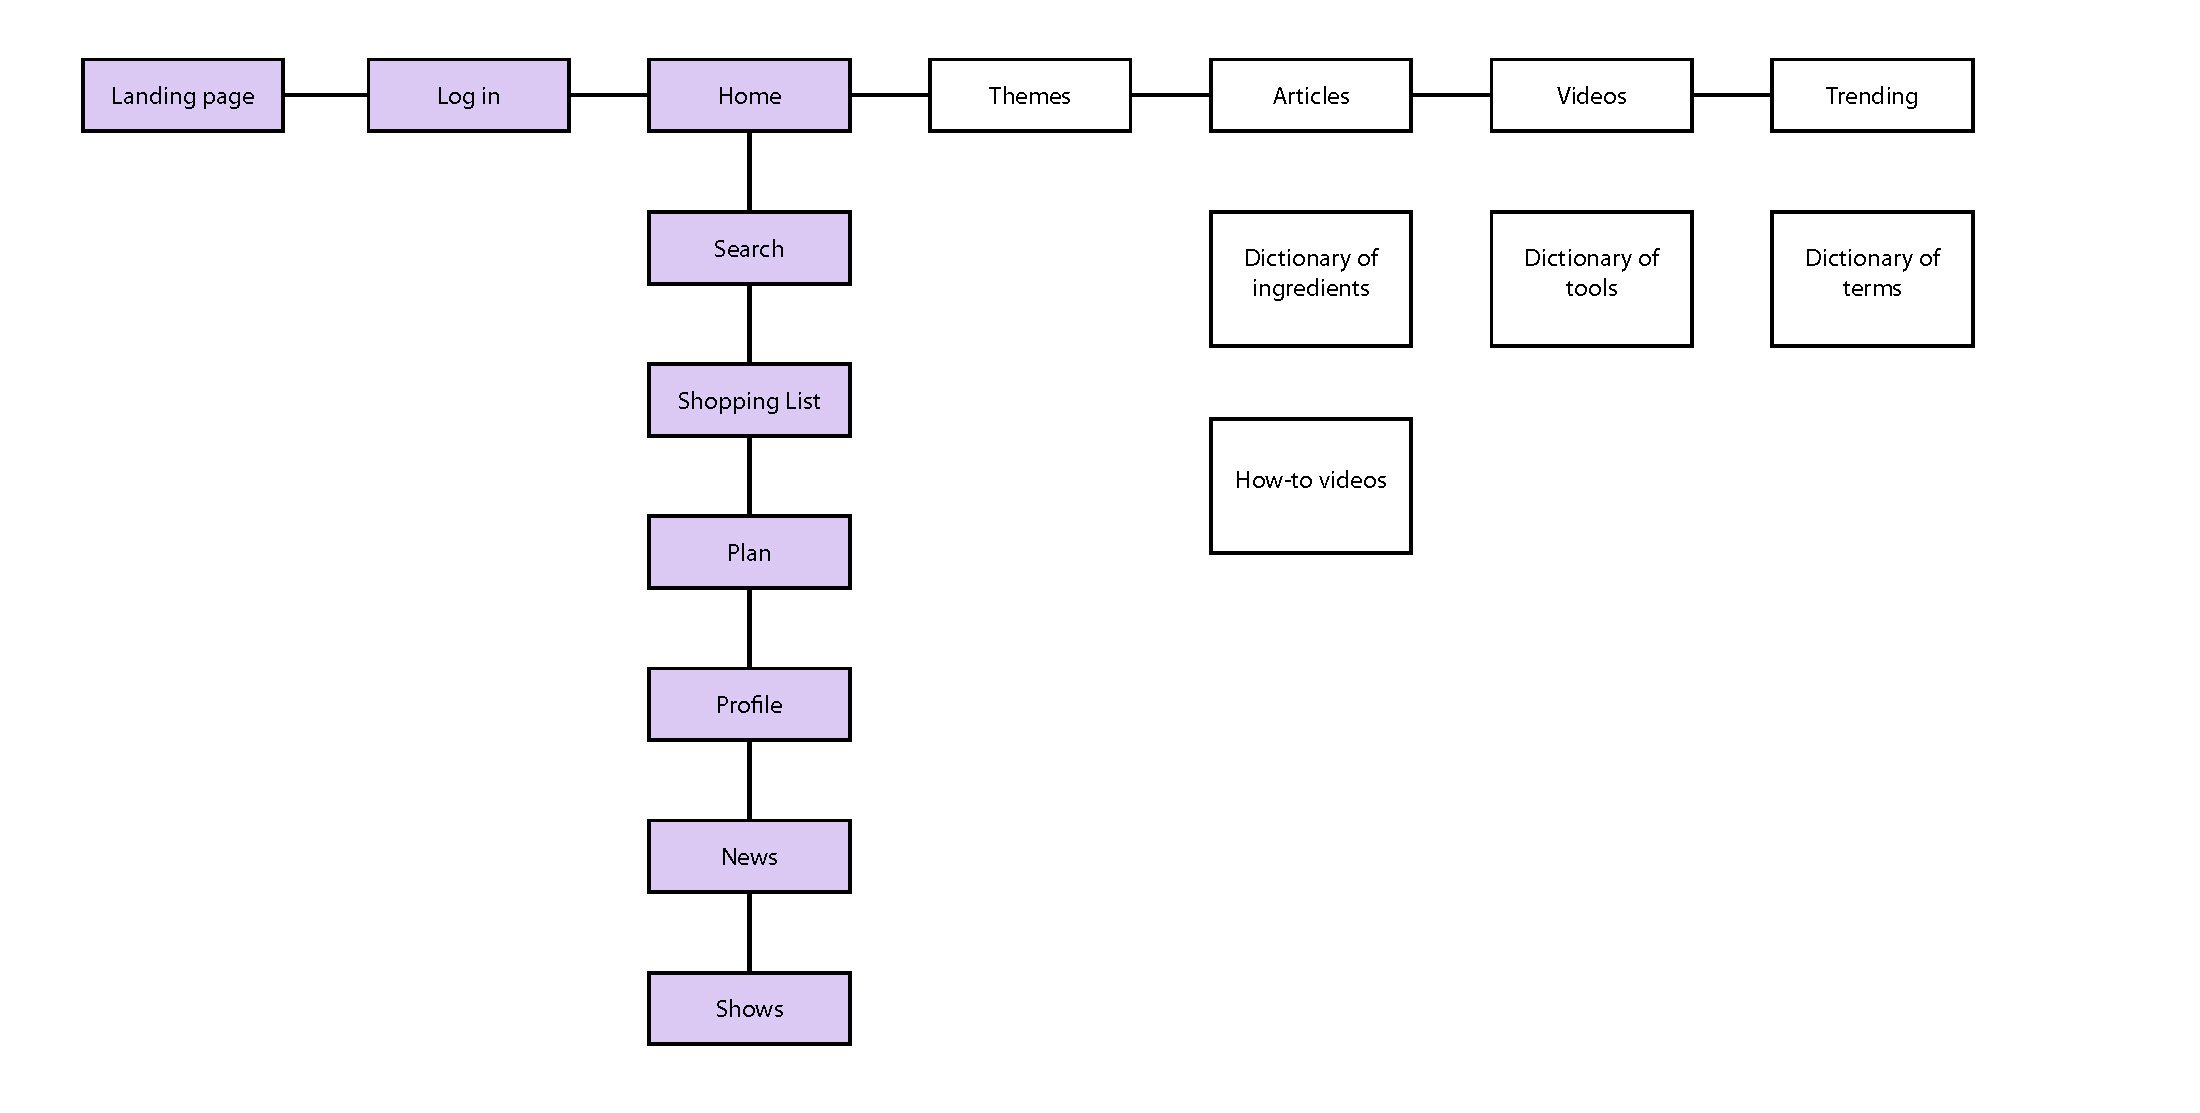 Landing page
Log in
Home
Themes
Articles
Videos
Trending
Search
Dictionary of
ingredients
Dictionary of
tools
Dictionary of
terms
Shopping List
How-to videos
Plan
Profile
News
Shows